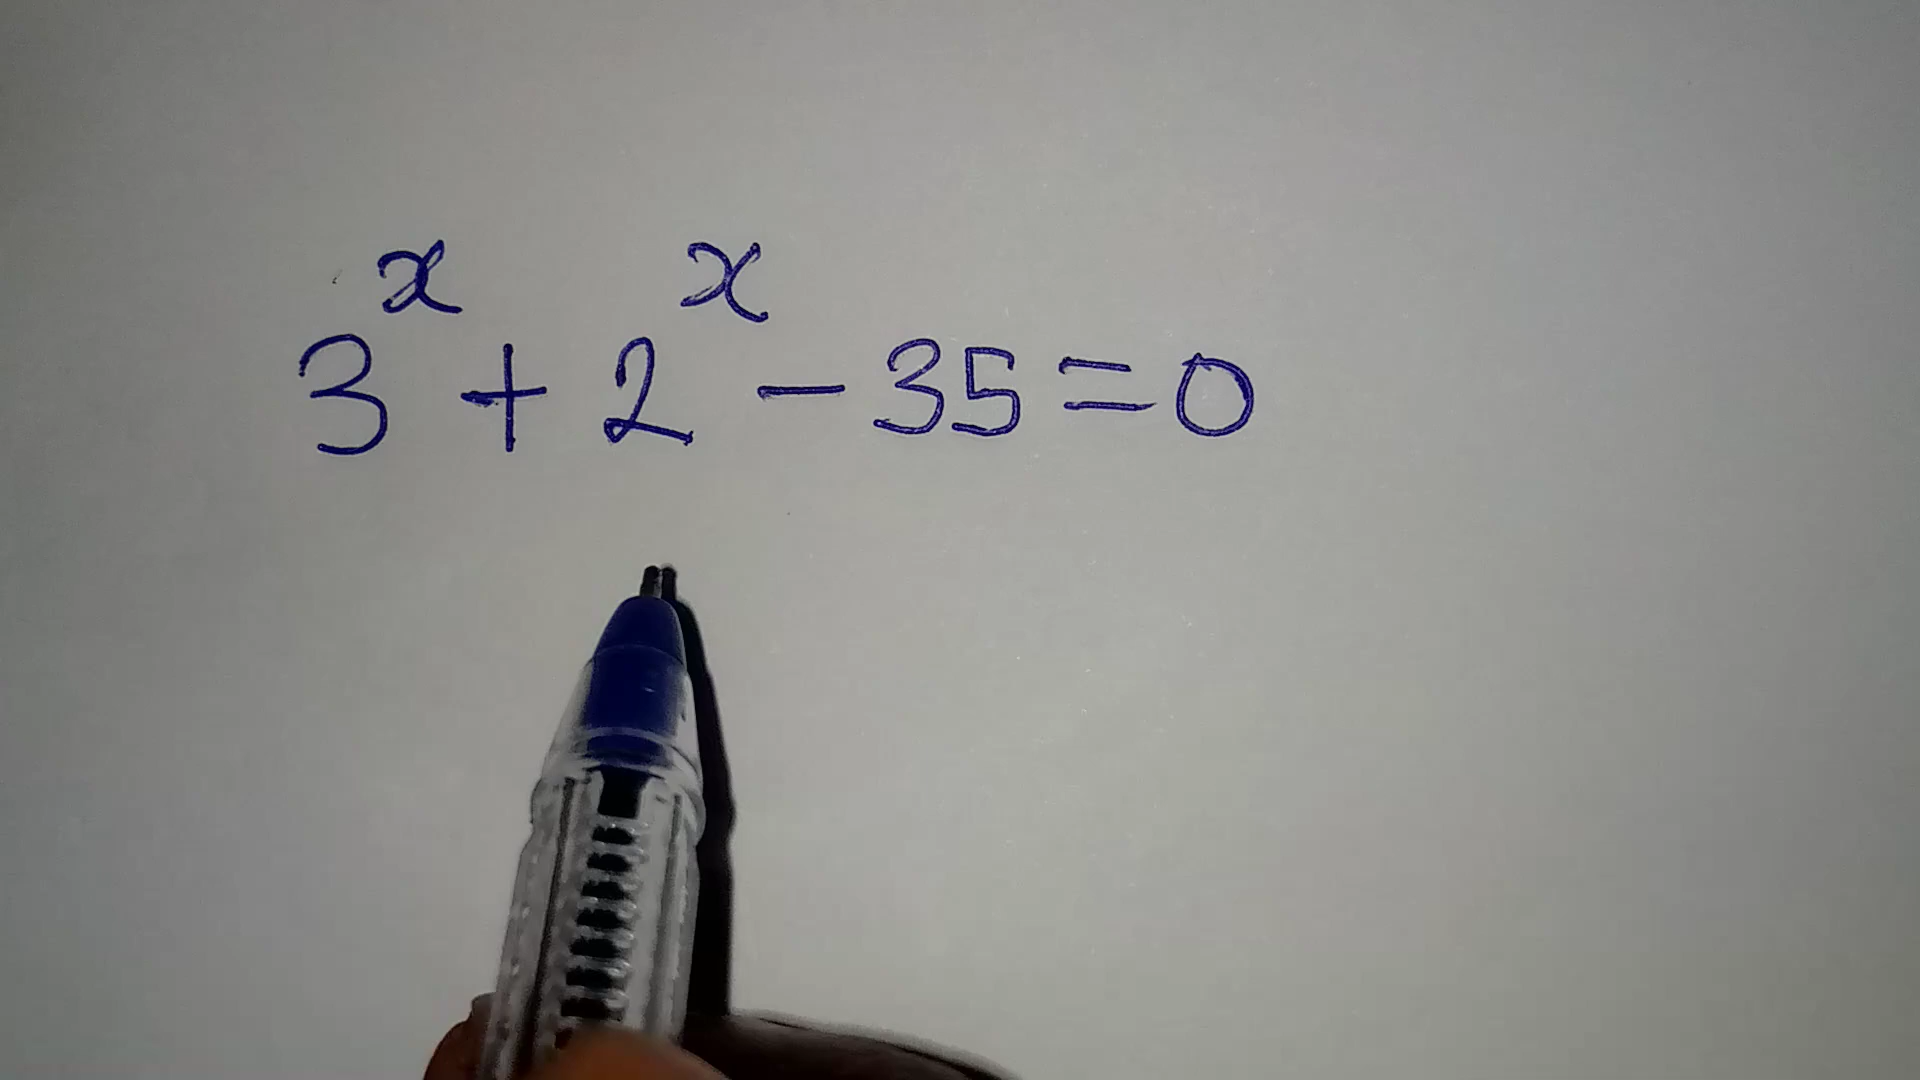 3^x + 2^x - 35 = 0